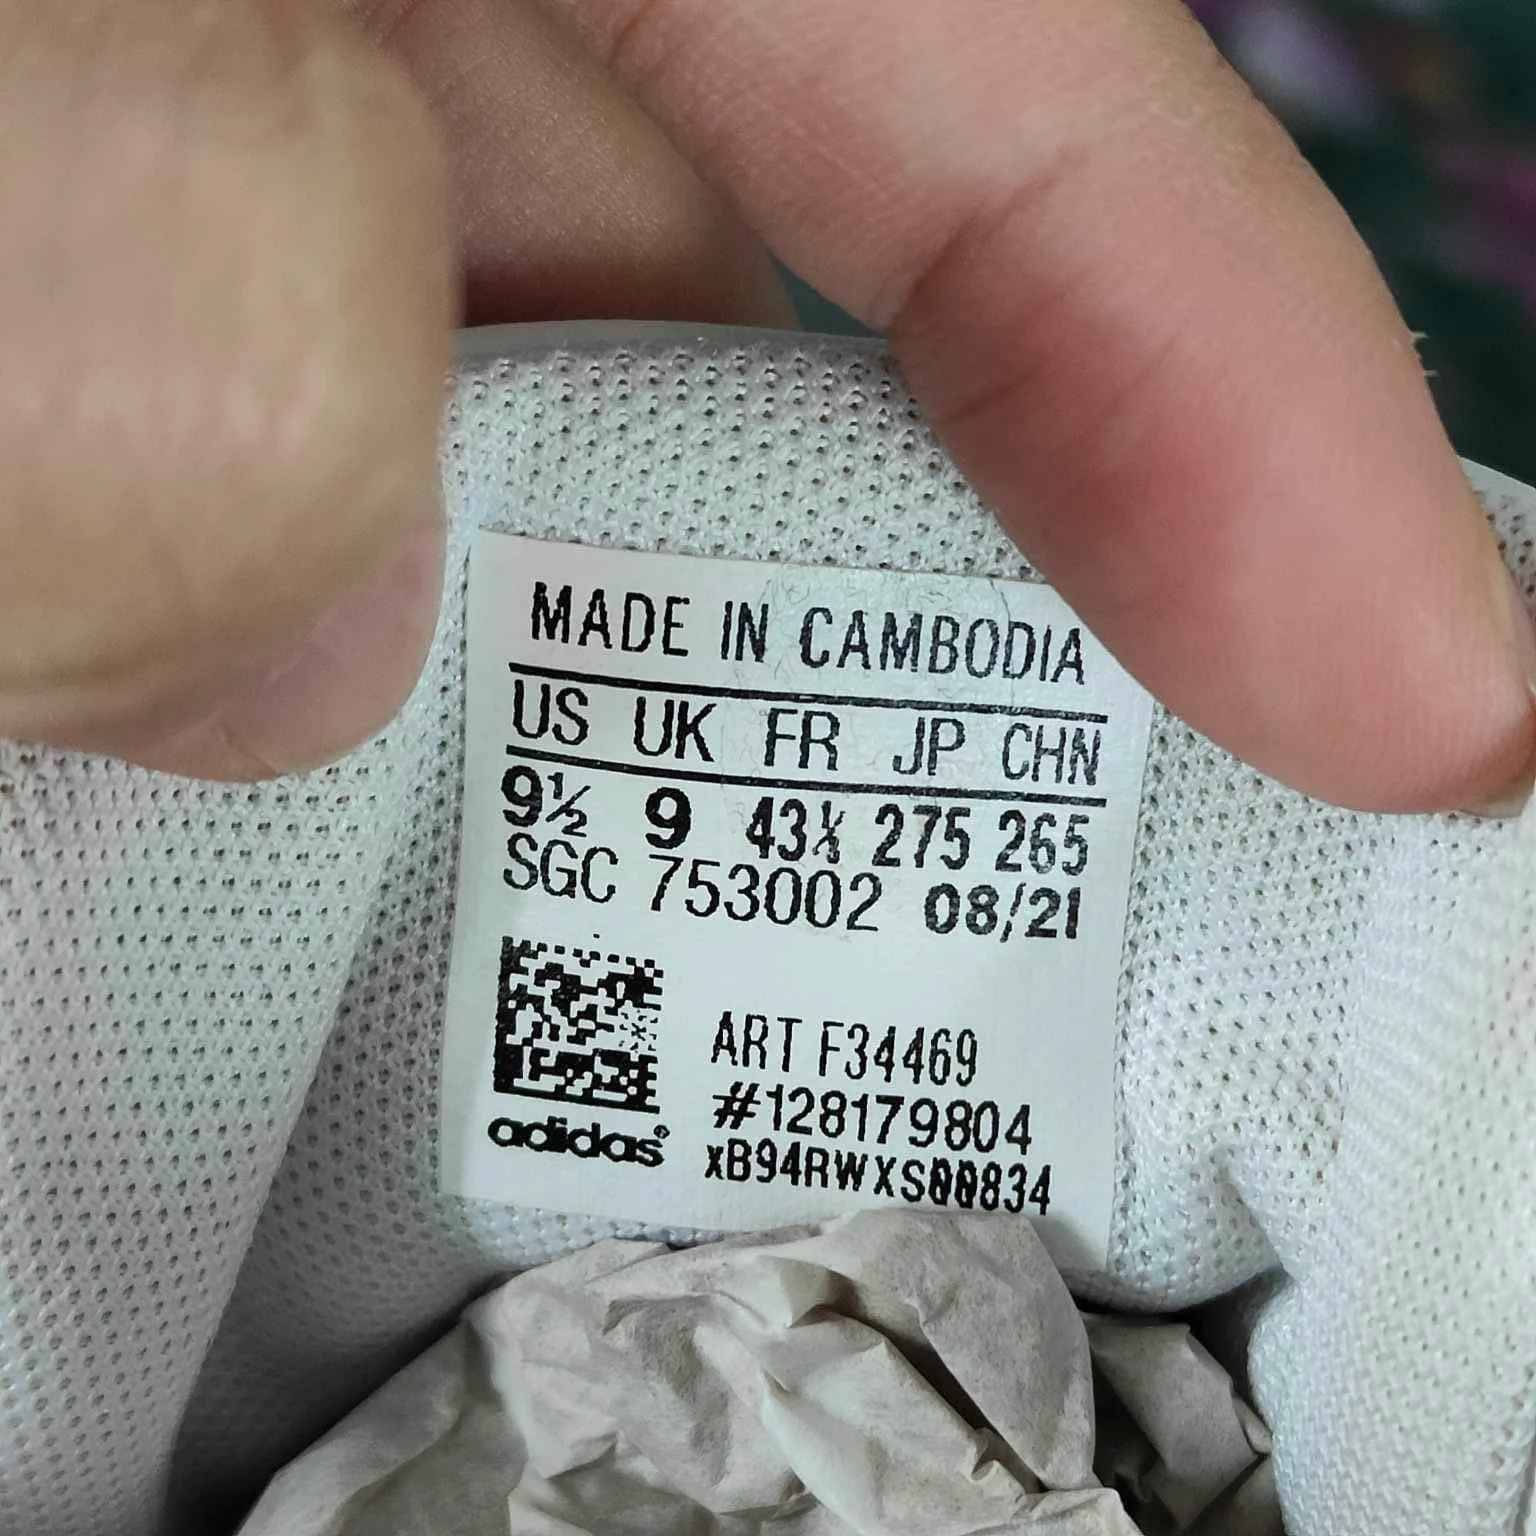 MADE IN CAMBODIA
US UK FR JP CHN
9½ 9 43⅓ 275 265
SGC 753002 08/21
ART F34469
#128179804
adidas®
xB94RWXS00834